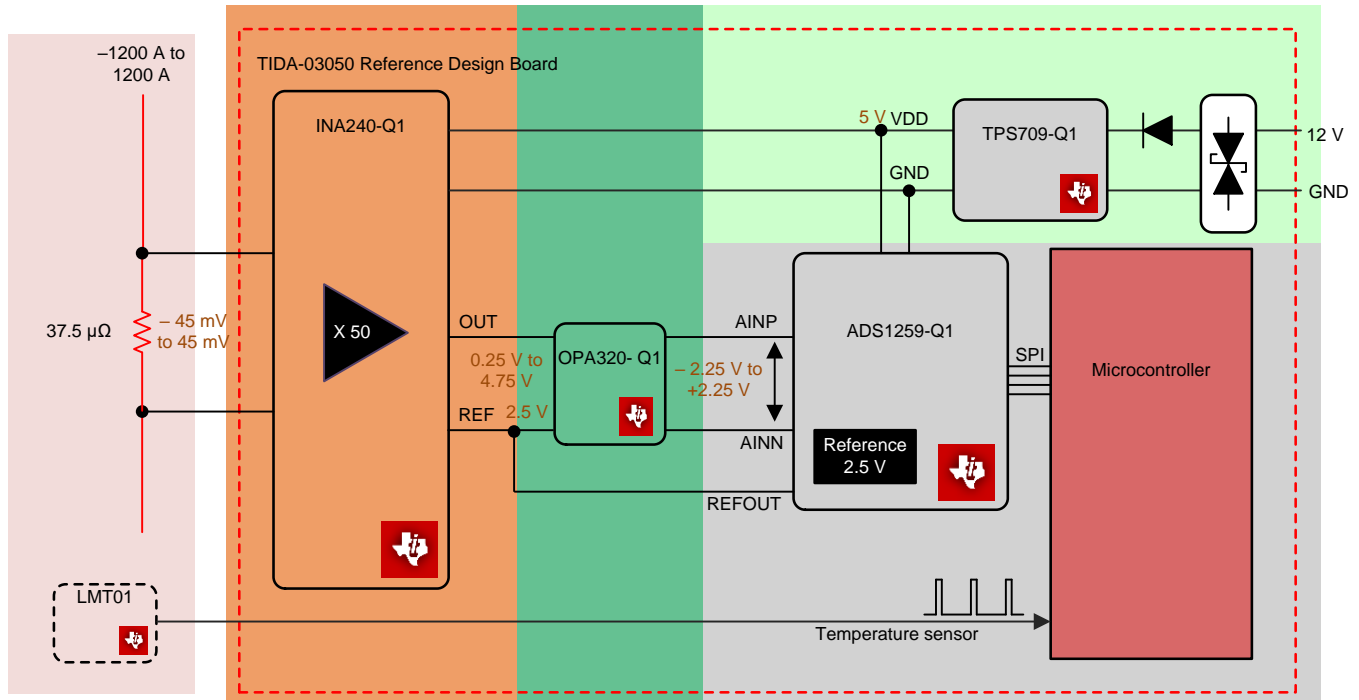 –1200 A to
1200 A
TIDA-03050 Reference Design Board
INA240-Q1
5 V VDD
TPS709-Q1
12 V
GND
GND
37.5 µΩ
– 45 mV
to 45 mV
X 50
OUT
0.25 V to
4.75 V
REF
2.5 V
OPA320- Q1
AINP
– 2.25 V to
+2.25 V
AINN
REFOUT
ADS1259-Q1
Reference
2.5 V
SPI
Microcontroller
LMT01
Temperature sensor